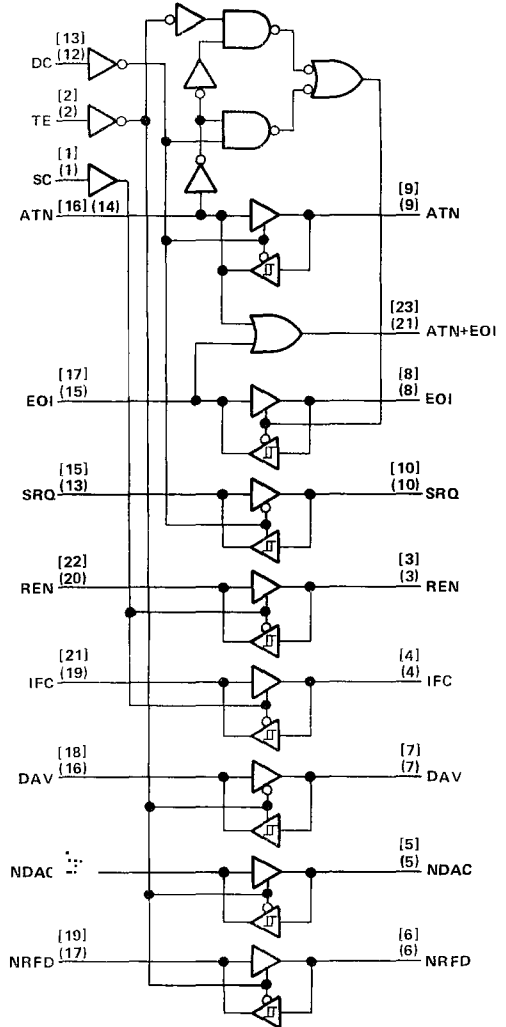 [13]
DC (12)
[2]
TE (2)
[1]
SC (1)
[9]
ATN [16] (14) (9) ATN
[23]
(21) ATN+EOI
[17] [8]
EOI (15) (8) EOI
[15] [10]
SRQ (13) (10) SRQ
[22] [3]
REN (20) (3) REN
[21] [4]
IFC (19) (4) IFC
[18] [7]
DAV (16) (7) DAV
[5]
NDAC (5) NDAC
[19] [6]
NRFD (17) (6) NRFD